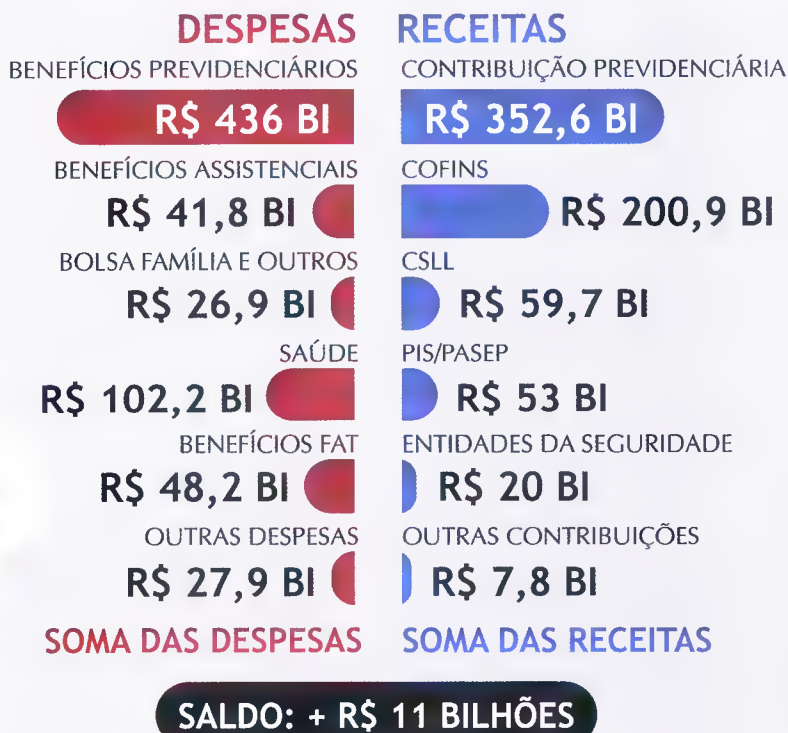 DESPESAS RECEITAS
BENEFÍCIOS PREVIDENCIÁRIOS CONTRIBUIÇÃO PREVIDENCIÁRIA
R$ 436 BI R$ 352,6 BI
BENEFÍCIOS ASSISTENCIAIS COFINS
R$ 41,8 BI R$ 200,9 BI
BOLSA FAMÍLIA E OUTROS CSLL
R$ 26,9 BI R$ 59,7 BI
SAÚDE PIS/PASEP
R$ 102,2 BI R$ 53 BI
BENEFÍCIOS FAT ENTIDADES DA SEGURIDADE
R$ 48,2 BI R$ 20 BI
OUTRAS DESPESAS OUTRAS CONTRIBUIÇÕES
R$ 27,9 BI R$ 7,8 BI
SOMA DAS DESPESAS SOMA DAS RECEITAS
SALDO: + R$ 11 BILHÕES